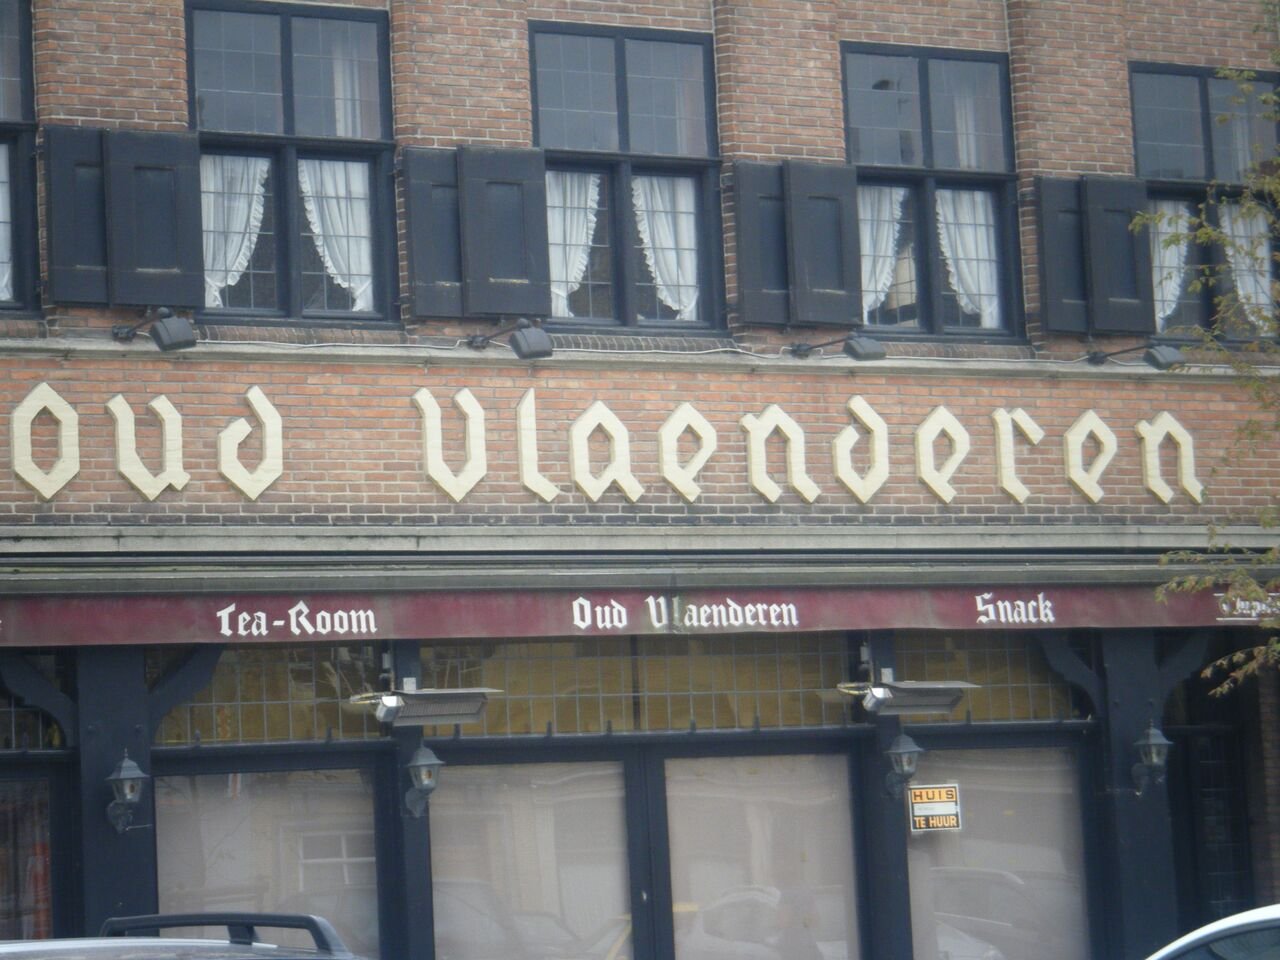 Oud Vlaenderen
Tea-Room
Oud Vlaenderen
Snack
HUIS
TE HUUR